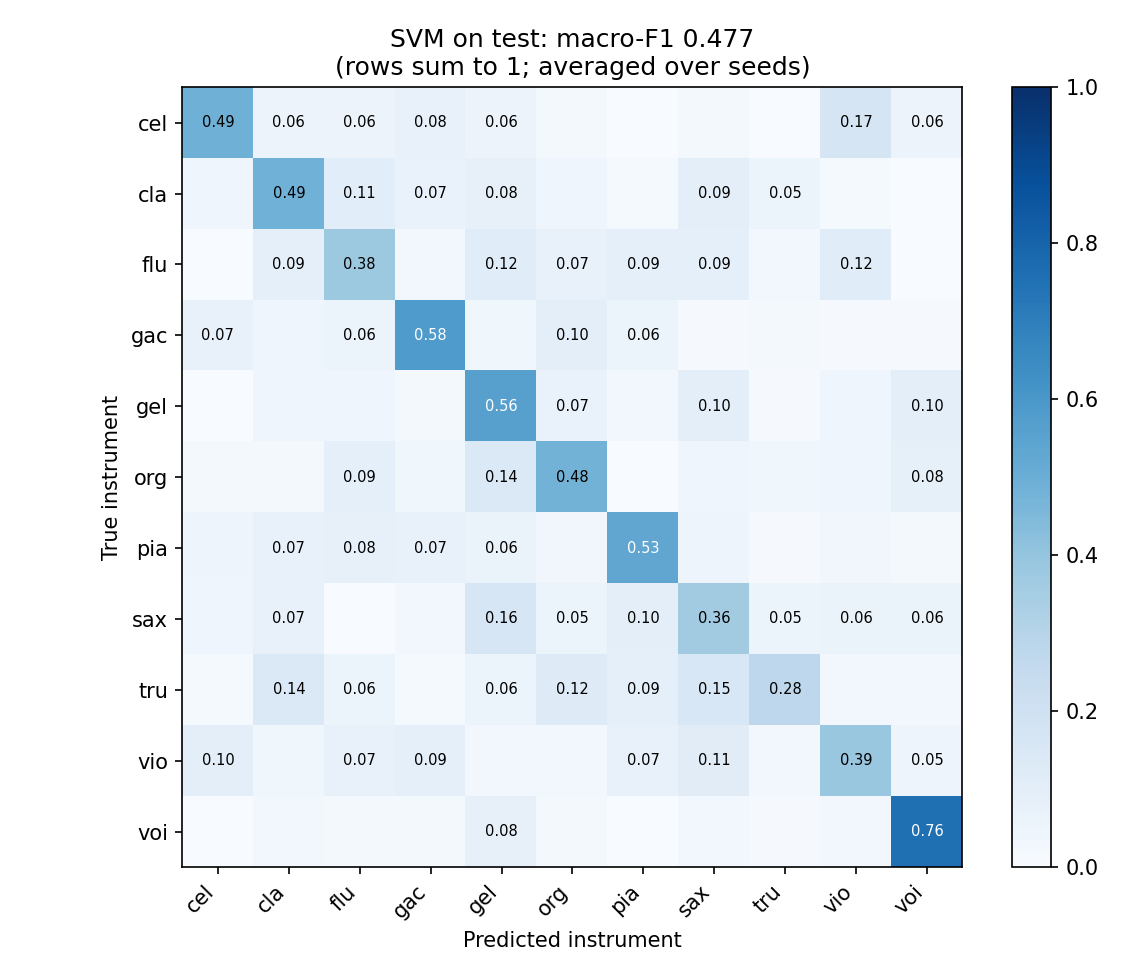 SVM on test: macro-F1 0.477
(rows sum to 1; averaged over seeds)
True instrument
cel 0.49 0.06 0.06 0.08 0.06 0.17 0.06
cla 0.49 0.11 0.07 0.08 0.09 0.05
flu 0.09 0.38 0.12 0.07 0.09 0.09 0.12
gac 0.07 0.06 0.58 0.10 0.06
gel 0.56 0.07 0.10 0.10
org 0.09 0.14 0.48 0.08
pia 0.07 0.08 0.07 0.06 0.53
sax 0.07 0.16 0.05 0.10 0.36 0.05 0.06 0.06
tru 0.14 0.06 0.06 0.12 0.09 0.15 0.28
vio 0.10 0.07 0.09 0.07 0.11 0.39 0.05
voi 0.08 0.76
cel cla flu gac gel org pia sax tru vio voi
Predicted instrument
1.0
0.8
0.6
0.4
0.2
0.0